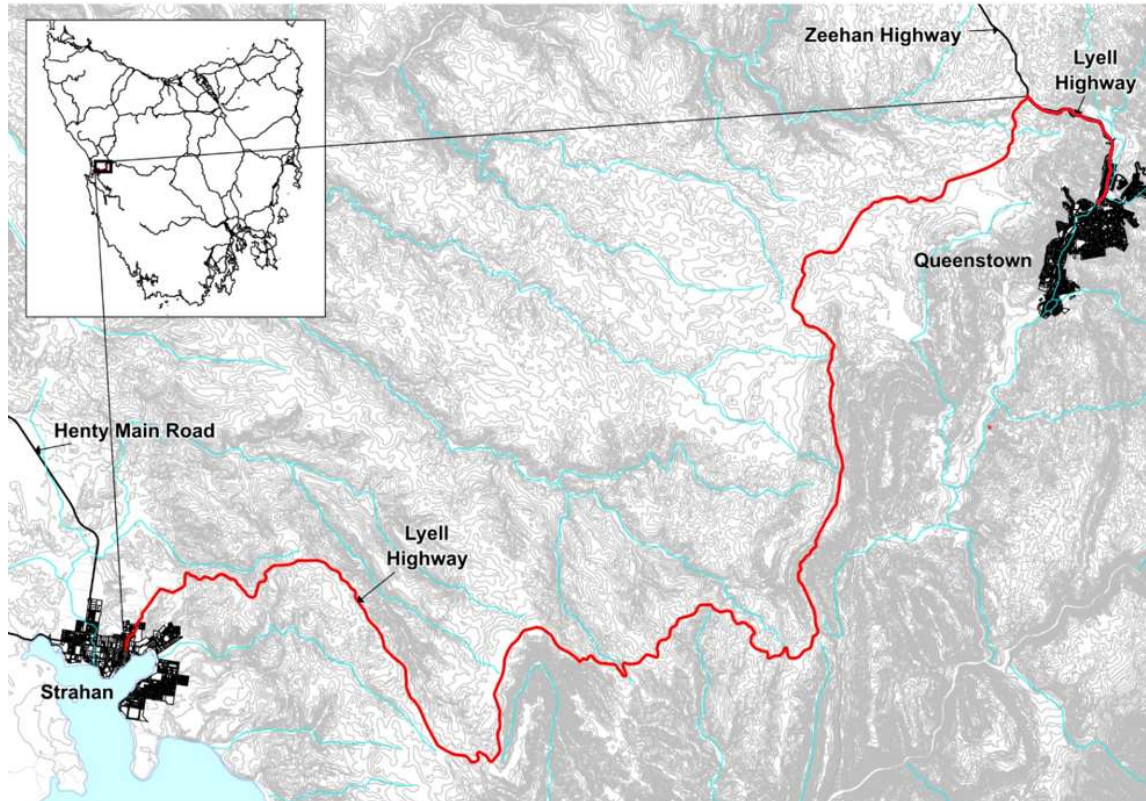 Zeehan Highway
Lyell
Highway
Queenstown
Henty Main Road
Lyell
Highway
Strahan